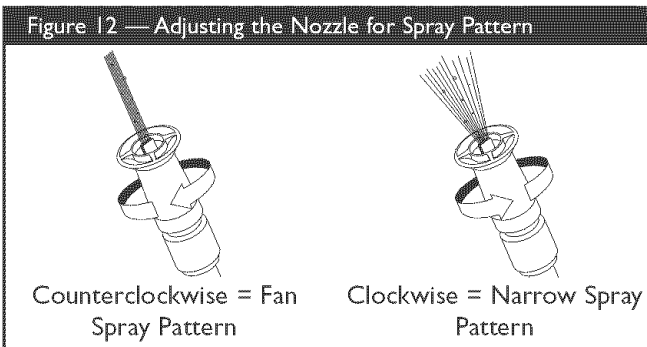 Figure 12 — Adjusting the Nozzle for Spray Pattern
Counterclockwise = Fan
Spray Pattern
Clockwise = Narrow Spray
Pattern